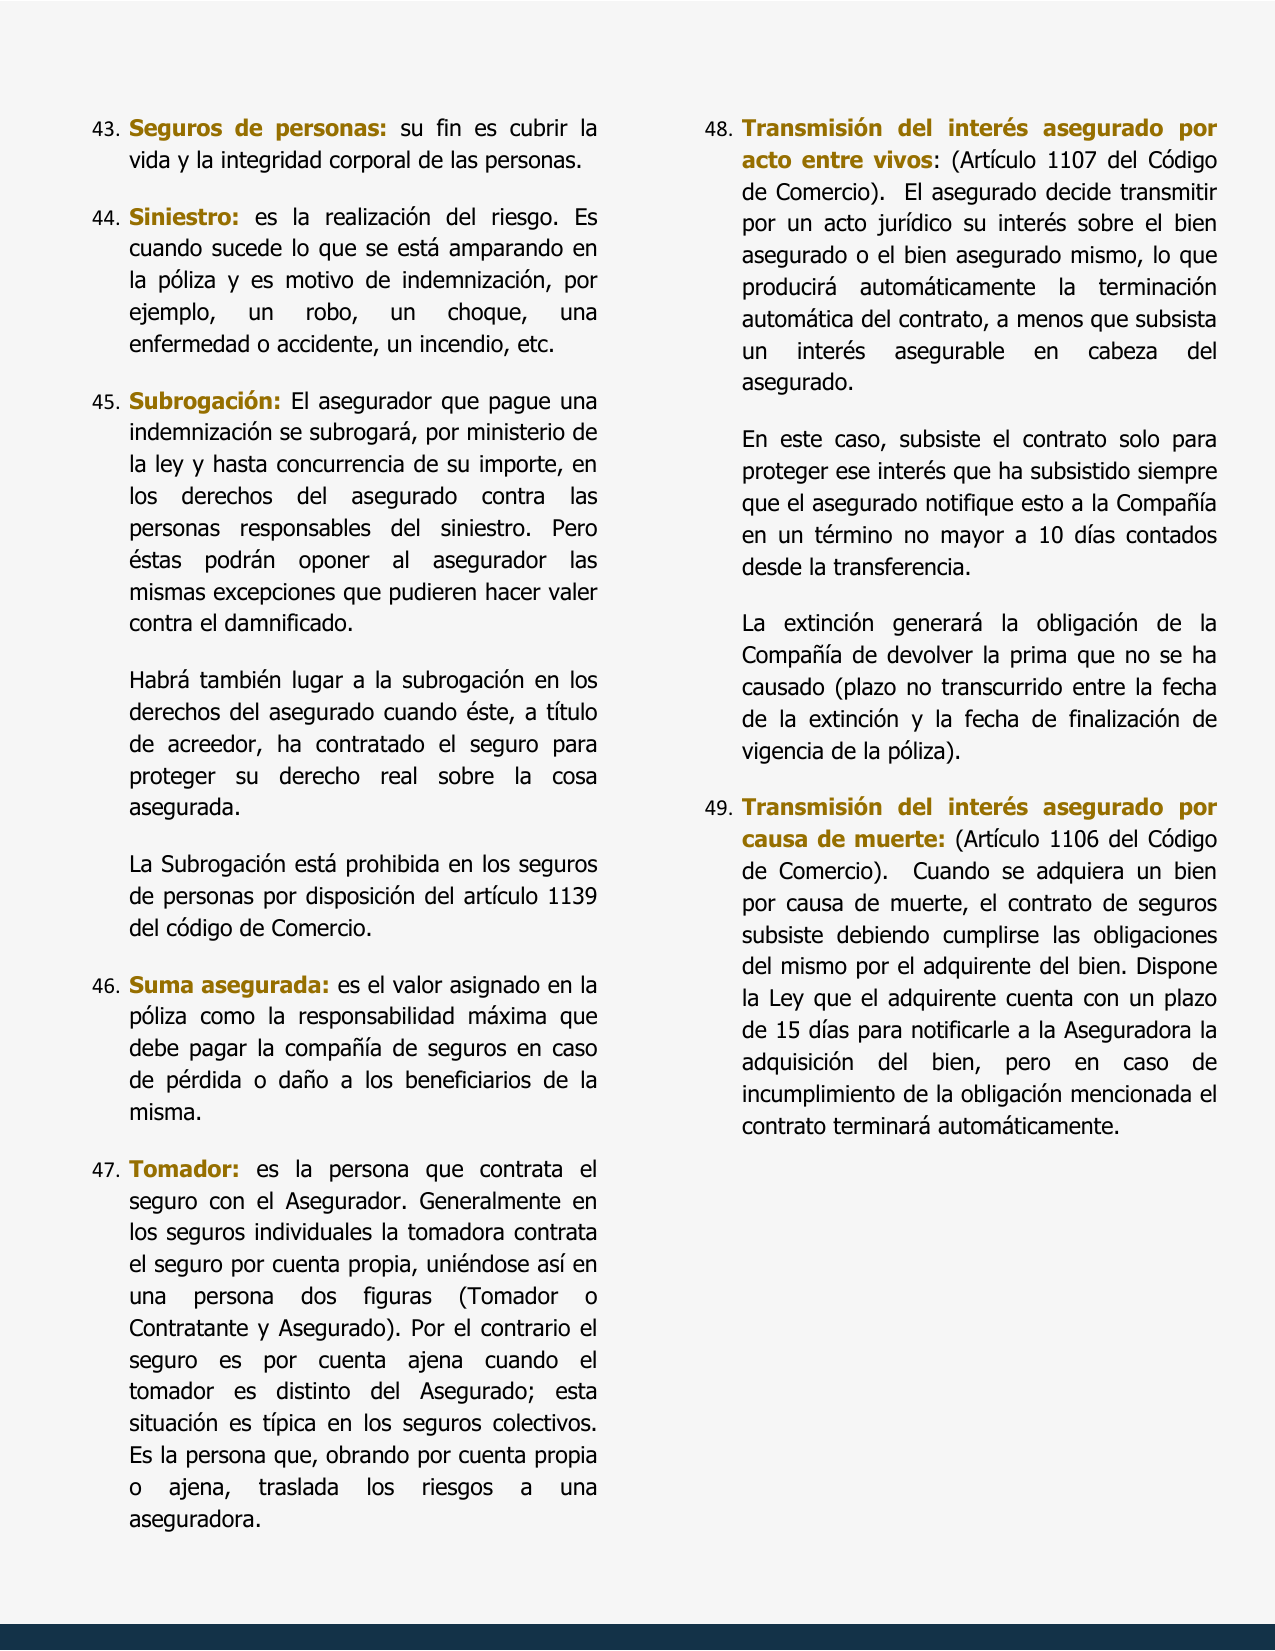 43. Seguros de personas: su fin es cubrir la
vida y la integridad corporal de las personas.
44. Siniestro: es la realización del riesgo. Es
cuando sucede lo que se está amparando en
la póliza y es motivo de indemnización, por
ejemplo, un robo, un choque, una
enfermedad o accidente, un incendio, etc.
45. Subrogación: El asegurador que pague una
indemnización se subrogará, por ministerio de
la ley y hasta concurrencia de su importe, en
los derechos del asegurado contra las
personas responsables del siniestro. Pero
éstas podrán oponer al asegurador las
mismas excepciones que pudieren hacer valer
contra el damnificado.
Habrá también lugar a la subrogación en los
derechos del asegurado cuando éste, a título
de acreedor, ha contratado el seguro para
proteger su derecho real sobre la cosa
asegurada.
La Subrogación está prohibida en los seguros
de personas por disposición del artículo 1139
del código de Comercio.
46. Suma asegurada: es el valor asignado en la
póliza como la responsabilidad máxima que
debe pagar la compañía de seguros en caso
de pérdida o daño a los beneficiarios de la
misma.
47. Tomador: es la persona que contrata el
seguro con el Asegurador. Generalmente en
los seguros individuales la tomadora contrata
el seguro por cuenta propia, uniéndose así en
una persona dos figuras (Tomador o
Contratante y Asegurado). Por el contrario el
seguro es por cuenta ajena cuando el
tomador es distinto del Asegurado; esta
situación es típica en los seguros colectivos.
Es la persona que, obrando por cuenta propia
o ajena, traslada los riesgos a una
aseguradora.
48. Transmisión del interés asegurado por
acto entre vivos: (Artículo 1107 del Código
de Comercio). El asegurado decide transmitir
por un acto jurídico su interés sobre el bien
asegurado o el bien asegurado mismo, lo que
producirá automáticamente la terminación
automática del contrato, a menos que subsista
un interés asegurable en cabeza del
asegurado.
En este caso, subsiste el contrato solo para
proteger ese interés que ha subsistido siempre
que el asegurado notifique esto a la Compañía
en un término no mayor a 10 días contados
desde la transferencia.
La extinción generará la obligación de la
Compañía de devolver la prima que no se ha
causado (plazo no transcurrido entre la fecha
de la extinción y la fecha de finalización de
vigencia de la póliza).
49. Transmisión del interés asegurado por
causa de muerte: (Artículo 1106 del Código
de Comercio). Cuando se adquiera un bien
por causa de muerte, el contrato de seguros
subsiste debiendo cumplirse las obligaciones
del mismo por el adquirente del bien. Dispone
la Ley que el adquirente cuenta con un plazo
de 15 días para notificarle a la Aseguradora la
adquisición del bien, pero en caso de
incumplimiento de la obligación mencionada el
contrato terminará automáticamente.